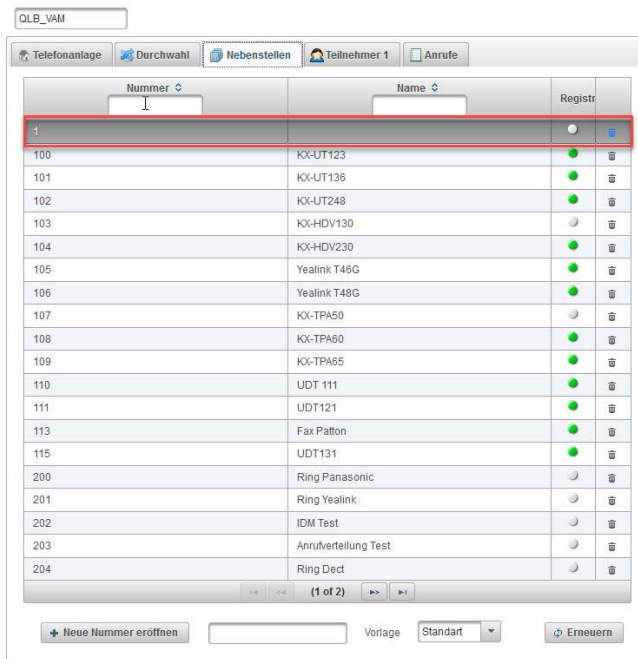 QLB_VAM
Telefonanlage Durchwahl Nebenstellen Teilnehmer 1 Anrufe
Nummer Name Registr
1
100 KX-UT123
101 KX-UT136
102 KX-UT248
103 KX-HDV130
104 KX-HDV230
105 Yealink T46G
106 Yealink T48G
107 KX-TPA50
108 KX-TPA60
109 KX-TPA65
110 UDT 111
111 UDT121
113 Fax Patton
115 UDT131
200 Ring Panasonic
201 Ring Yealink
202 IDM Test
203 Anrufverteilung Test
204 Ring Dect
(1 of 2)
Neue Nummer eröffnen Vorlage Standart Erneuern